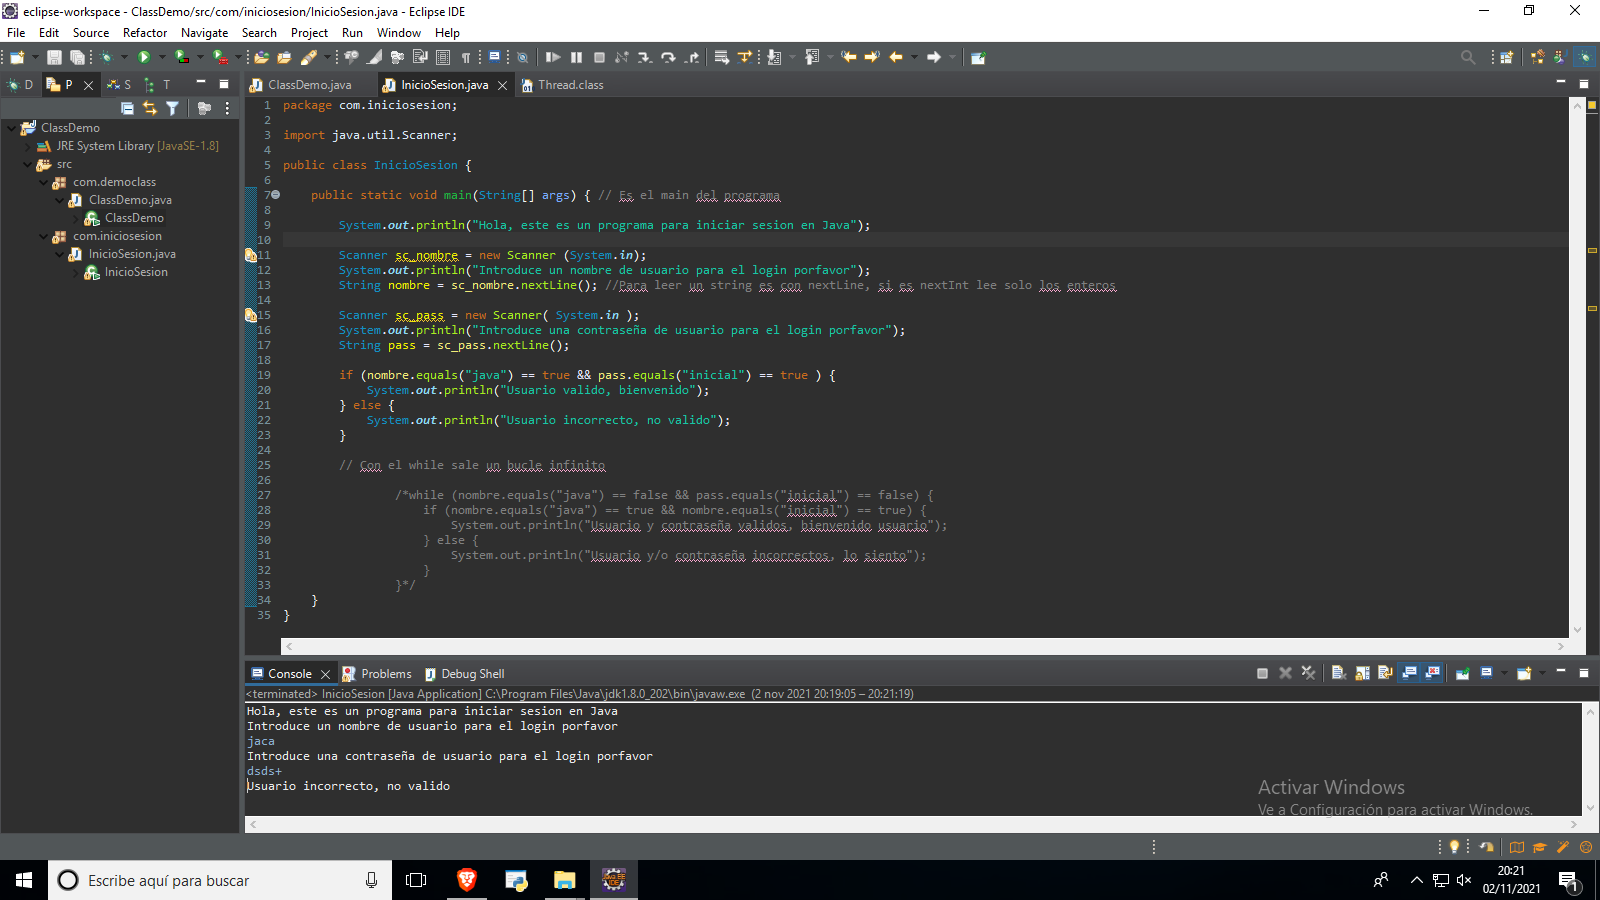 eclipse-workspace - ClassDemo/src/com/iniciosesion/InicioSesion.java - Eclipse IDE
File Edit Source Refactor Navigate Search Project Run Window Help
D P S T
ClassDemo.java InicioSesion.java Thread.class
ClassDemo
JRE System Library [JavaSE-1.8]
src
com.democlass
ClassDemo.java
ClassDemo
com.iniciosesion
InicioSesion.java
InicioSesion
1 package com.iniciosesion;
2
3 import java.util.Scanner;
4
5 public class InicioSesion {
6
7 public static void main(String[] args) { // Es el main del programa
8
9 System.out.println("Hola, este es un programa para iniciar sesion en Java");
10
11 Scanner sc_nombre = new Scanner (System.in);
12 System.out.println("Introduce un nombre de usuario para el login porfavor");
13 String nombre = sc_nombre.nextLine(); //Para leer un string es con nextLine, si es nextInt lee solo los enteros
14
15 Scanner sc_pass = new Scanner( System.in );
16 System.out.println("Introduce una contraseña de usuario para el login porfavor");
17 String pass = sc_pass.nextLine();
18
19 if (nombre.equals("java") == true && pass.equals("inicial") == true ) {
20 System.out.println("Usuario valido, bienvenido");
21 } else {
22 System.out.println("Usuario incorrecto, no valido");
23 }
24
25 // Con el while sale un bucle infinito
26
27 /*while (nombre.equals("java") == false && pass.equals("inicial") == false) {
28 if (nombre.equals("java") == true && nombre.equals("inicial") == true) {
29 System.out.println("Usuario y contraseña validos, bienvenido usuario");
30 } else {
31 System.out.println("Usuario y/o contraseña incorrectos, lo siento");
32 }
33 }*/
34 }
35 }
Console Problems Debug Shell
<terminated> InicioSesion [Java Application] C:\Program Files\Java\jdk1.8.0_202\bin\javaw.exe (2 nov 2021 20:19:05 – 20:21:19)
Hola, este es un programa para iniciar sesion en Java
Introduce un nombre de usuario para el login porfavor
jaca
Introduce una contraseña de usuario para el login porfavor
dsds+
Usuario incorrecto, no valido
Activar Windows
Ve a Configuración para activar Windows.
Escribe aquí para buscar
20:21
02/11/2021
1